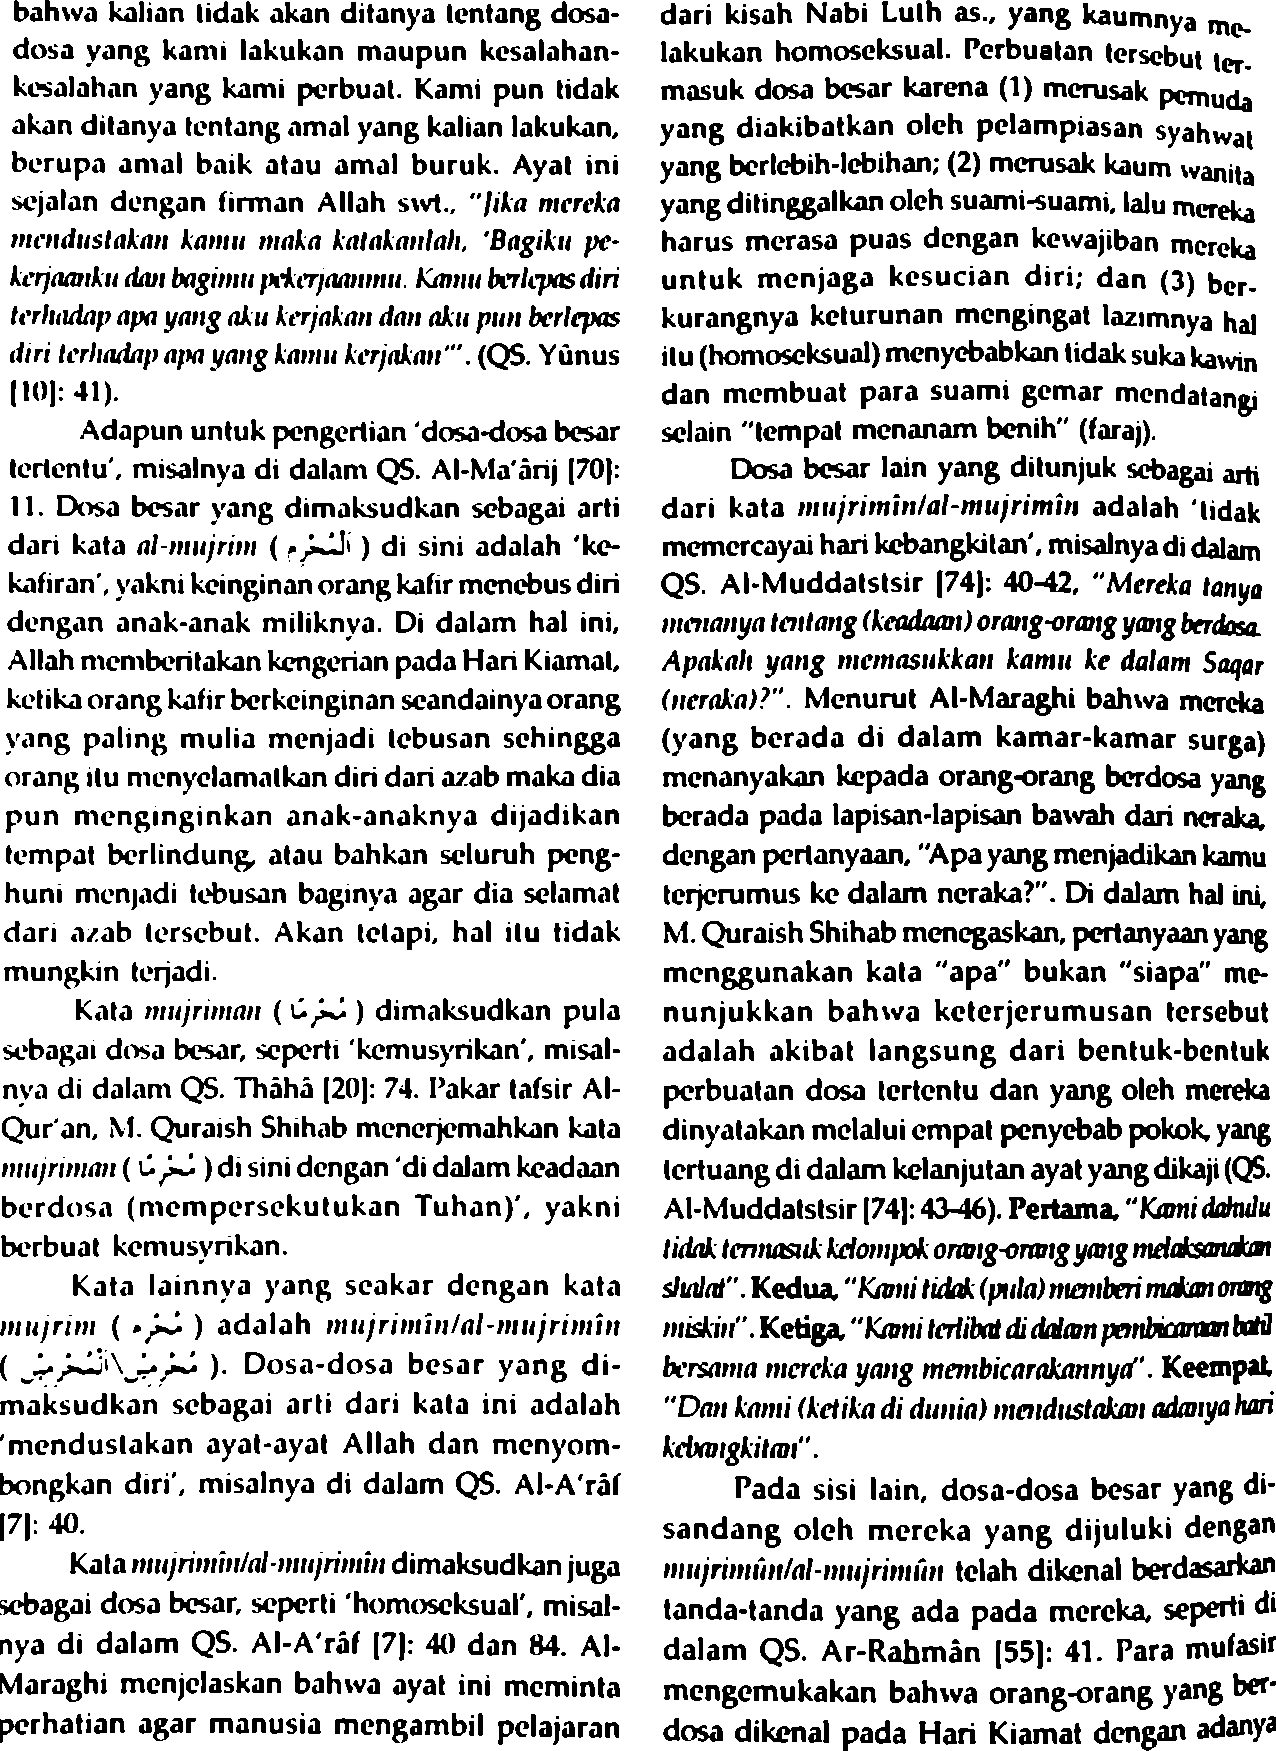 bahwa kalian tidak akan ditanya tentang dosa-
dosa yang kami lakukan maupun kesalahan-
kesalahan yang kami perbuat. Kami pun tidak
akan ditanya tentang amal yang kalian lakukan,
berupa amal baik atau amal buruk. Ayat ini
sejalan dengan firman Allah swt., "Jika mereka
mendustakan kamu maka katakanlah, 'Bagiku pe-
kerjaanku dan bagimu pekerjaanmu. Kamu berlepas diri
terhadap apa yang aku kerjakan dan aku pun berlepas
diri terhadap apa yang kamu kerjakan'". (QS. Yûnus
[10]: 41).
Adapun untuk pengertian 'dosa-dosa besar
tertentu', misalnya di dalam QS. Al-Ma'ârij [70]:
11. Dosa besar yang dimaksudkan sebagai arti
dari kata al-mujrim ( الْمُجْرِم ) di sini adalah 'ke-
kafiran', yakni keinginan orang kafir menebus diri
dengan anak-anak miliknya. Di dalam hal ini,
Allah memberitakan kengerian pada Hari Kiamat,
ketika orang kafir berkeinginan seandainya orang
yang paling mulia menjadi tebusan sehingga
orang itu menyelamatkan diri dari azab maka dia
pun menginginkan anak-anaknya dijadikan
tempat berlindung, atau bahkan seluruh peng-
huni menjadi tebusan baginya agar dia selamat
dari azab tersebut. Akan tetapi, hal itu tidak
mungkin terjadi.
Kata mujriman ( مُجْرِمًا ) dimaksudkan pula
sebagai dosa besar, seperti 'kemusyrikan', misal-
nya di dalam QS. Thâhâ [20]: 74. Pakar tafsir Al-
Qur'an, M. Quraish Shihab menerjemahkan kata
mujriman ( مُجْرِمًا ) di sini dengan 'di dalam keadaan
berdosa (mempersekutukan Tuhan)', yakni
berbuat kemusyrikan.
Kata lainnya yang seakar dengan kata
mujrim ( مُجْرِم ) adalah mujrimîn/al-mujrimîn
( مُجْرِمِيْن\الْمُجْرِمِيْن ). Dosa-dosa besar yang di-
maksudkan sebagai arti dari kata ini adalah
'mendustakan ayat-ayat Allah dan menyom-
bongkan diri', misalnya di dalam QS. Al-A'râf
[7]: 40.
Kata mujrimîn/al-mujrimîn dimaksudkan juga
sebagai dosa besar, seperti 'homoseksual', misal-
nya di dalam QS. Al-A'râf [7]: 40 dan 84. Al-
Maraghi menjelaskan bahwa ayat ini meminta
perhatian agar manusia mengambil pelajaran
dari kisah Nabi Luth as., yang kaumnya me-
lakukan homoseksual. Perbuatan tersebut ter-
masuk dosa besar karena (1) merusak pemuda
yang diakibatkan oleh pelampiasan syahwat
yang berlebih-lebihan; (2) merusak kaum wanita
yang ditinggalkan oleh suami-suami, lalu mereka
harus merasa puas dengan kewajiban mereka
untuk menjaga kesucian diri; dan (3) ber-
kurangnya keturunan mengingat lazimnya hal
itu (homoseksual) menyebabkan tidak suka kawin
dan membuat para suami gemar mendatangi
selain "tempat menanam benih" (faraj).
Dosa besar lain yang ditunjuk sebagai arti
dari kata mujrimîn/al-mujrimîn adalah 'tidak
memercayai hari kebangkitan', misalnya di dalam
QS. Al-Muddatstsir [74]: 40-42, "Mereka tanya
menanya tentang (keadaan) orang-orang yang berdosa.
Apakah yang memasukkan kamu ke dalam Saqar
(neraka)?". Menurut Al-Maraghi bahwa mereka
(yang berada di dalam kamar-kamar surga)
menanyakan kepada orang-orang berdosa yang
berada pada lapisan-lapisan bawah dari neraka,
dengan pertanyaan, "Apa yang menjadikan kamu
terjerumus ke dalam neraka?". Di dalam hal ini,
M. Quraish Shihab menegaskan, pertanyaan yang
menggunakan kata "apa" bukan "siapa" me-
nunjukkan bahwa keterjerumusan tersebut
adalah akibat langsung dari bentuk-bentuk
perbuatan dosa tertentu dan yang oleh mereka
dinyatakan melalui empat penyebab pokok, yang
tertuang di dalam kelanjutan ayat yang dikaji (QS.
Al-Muddatstsir [74]: 43-46). Pertama, "Kami dahulu
tidak termasuk kelompok orang-orang yang melaksanakan
shalat". Kedua, "Kami tidak (pula) memberi makan orang
miskin". Ketiga, "Kami terlibat di dalam pembicaraan batil
bersama mereka yang membicarakannya". Keempat,
"Dan kami (ketika di dunia) mendustakan adanya hari
kebangkitan".
Pada sisi lain, dosa-dosa besar yang di-
sandang oleh mereka yang dijuluki dengan
mujrimûn/al-mujrimûn telah dikenal berdasarkan
tanda-tanda yang ada pada mereka, seperti di
dalam QS. Ar-Rahmân [55]: 41. Para mufasir
mengemukakan bahwa orang-orang yang ber-
dosa dikenal pada Hari Kiamat dengan adanya